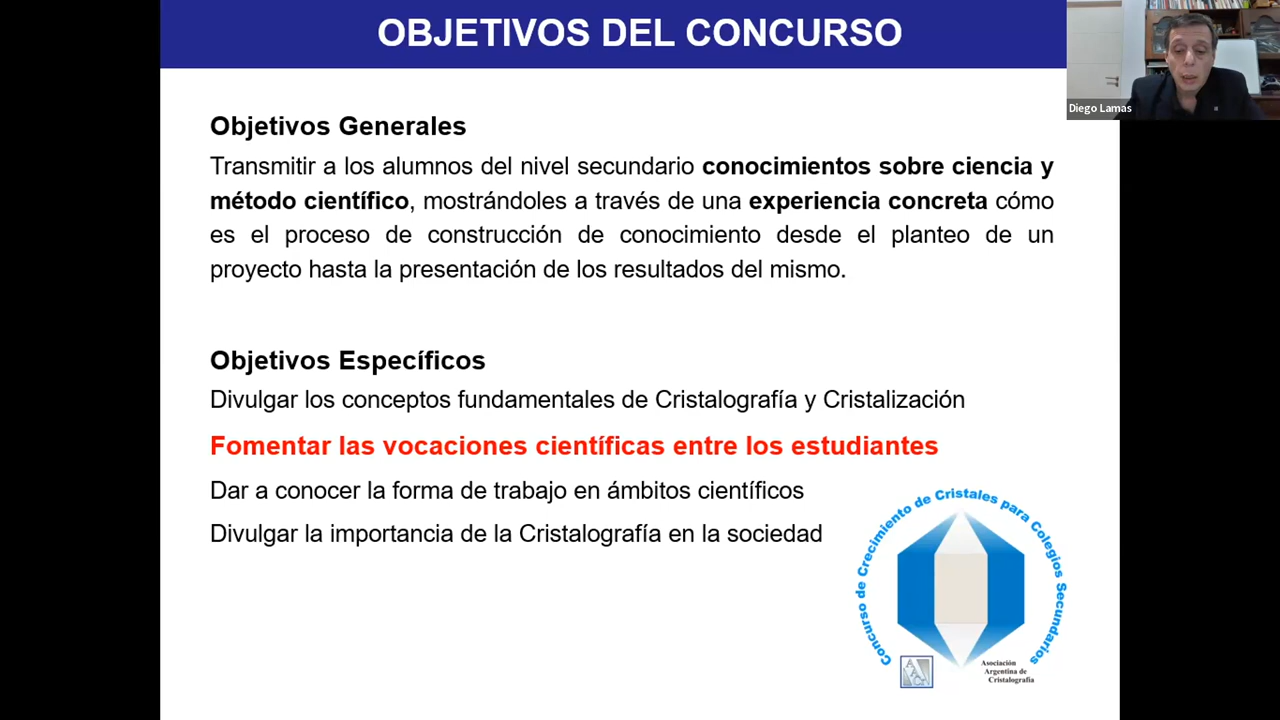 OBJETIVOS DEL CONCURSO
Diego Lamas
Objetivos Generales
Transmitir a los alumnos del nivel secundario conocimientos sobre ciencia y
método científico, mostrándoles a través de una experiencia concreta cómo
es el proceso de construcción de conocimiento desde el planteo de un
proyecto hasta la presentación de los resultados del mismo.
Objetivos Específicos
Divulgar los conceptos fundamentales de Cristalografía y Cristalización
Fomentar las vocaciones científicas entre los estudiantes
Dar a conocer la forma de trabajo en ámbitos científicos
Divulgar la importancia de la Cristalografía en la sociedad
Concurso de Crecimiento de Cristales para Colegios Secundarios
Asociación
Argentina de
Cristalografía